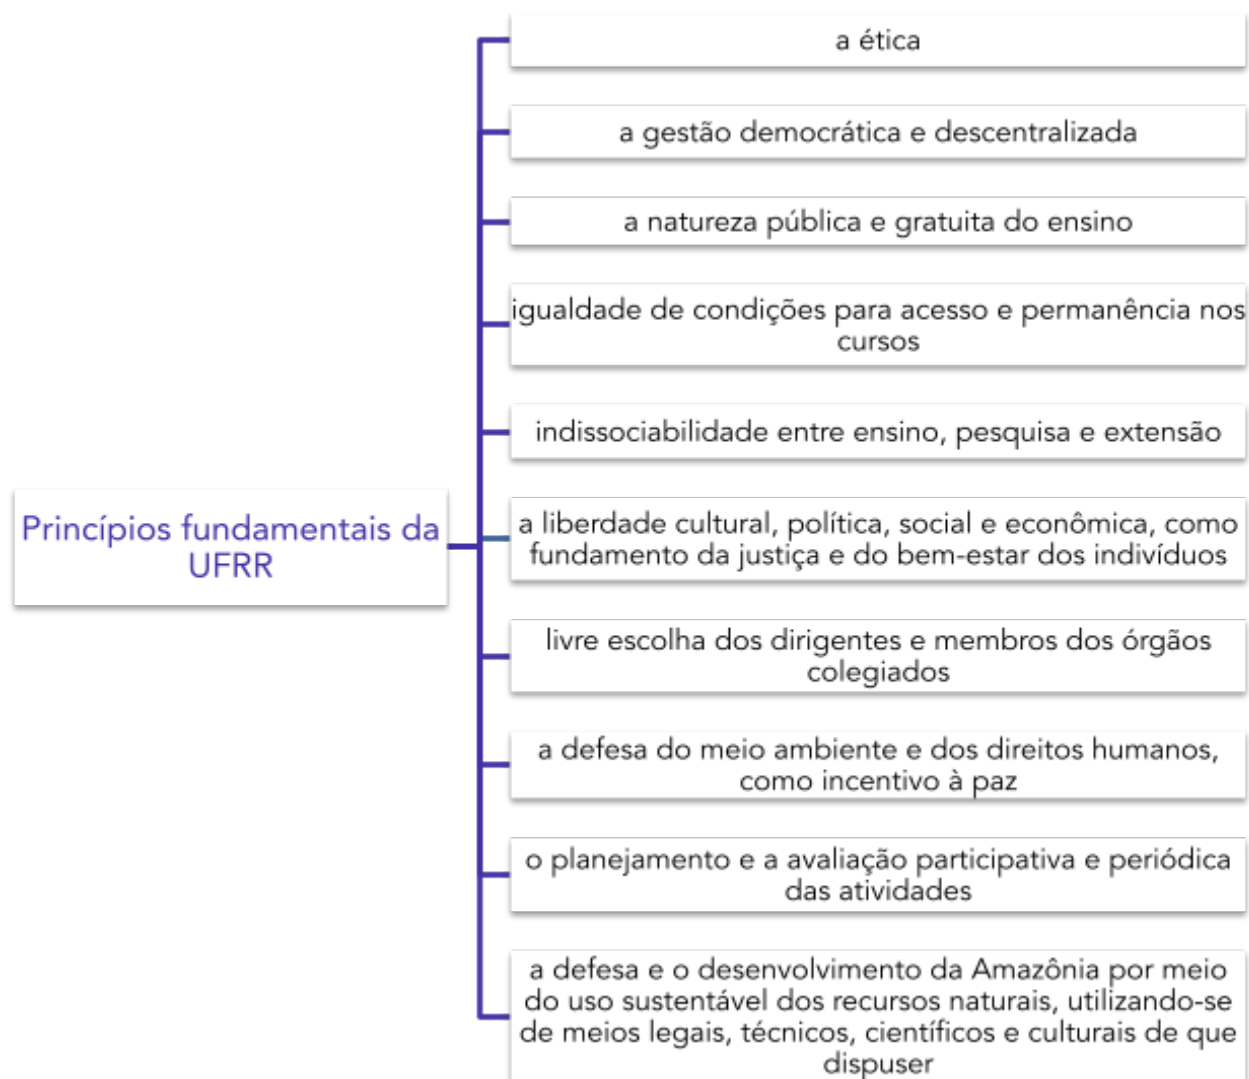 a ética
a gestão democrática e descentralizada
a natureza pública e gratuita do ensino
igualdade de condições para acesso e permanência nos
cursos
indissociabilidade entre ensino, pesquisa e extensão
Princípios fundamentais da
UFRR
a liberdade cultural, política, social e econômica, como
fundamento da justiça e do bem-estar dos indivíduos
livre escolha dos dirigentes e membros dos órgãos
colegiados
a defesa do meio ambiente e dos direitos humanos,
como incentivo à paz
o planejamento e a avaliação participativa e periódica
das atividades
a defesa e o desenvolvimento da Amazônia por meio
do uso sustentável dos recursos naturais, utilizando-se
de meios legais, técnicos, científicos e culturais de que
dispuser